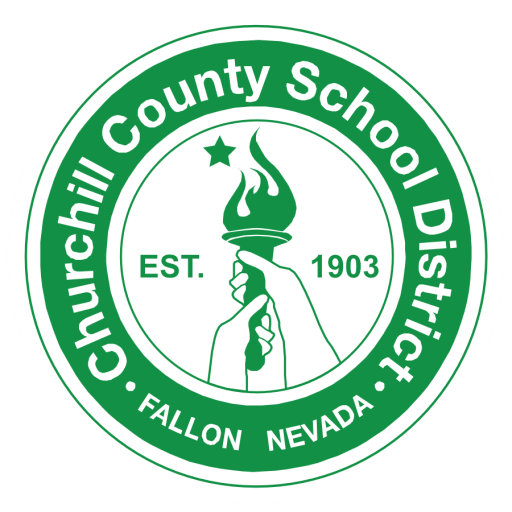 Churchill County School District
EST. 1903
• FALLON NEVADA •